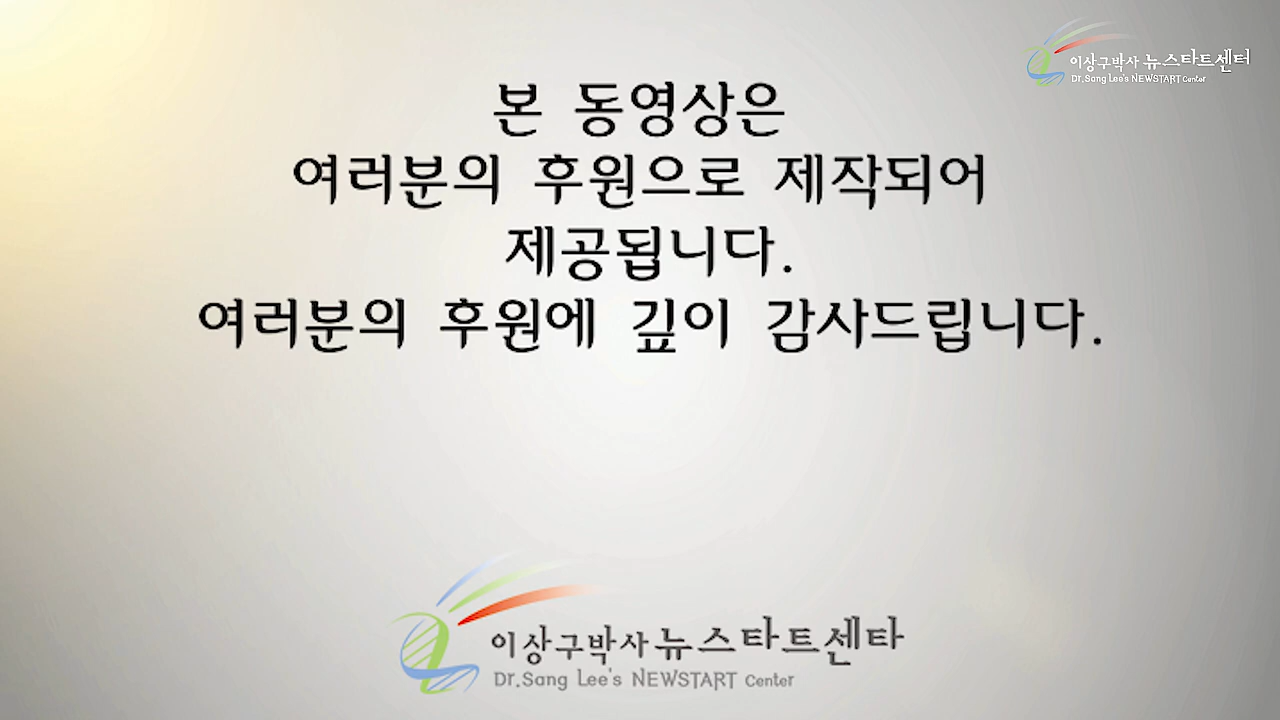 이상구박사 뉴스타트센터
Dr.Sang Lee's NEWSTART Center
본 동영상은
여러분의 후원으로 제작되어
제공됩니다.
여러분의 후원에 깊이 감사드립니다.
이상구박사 뉴스타트센타
Dr.Sang Lee's NEWSTART Center